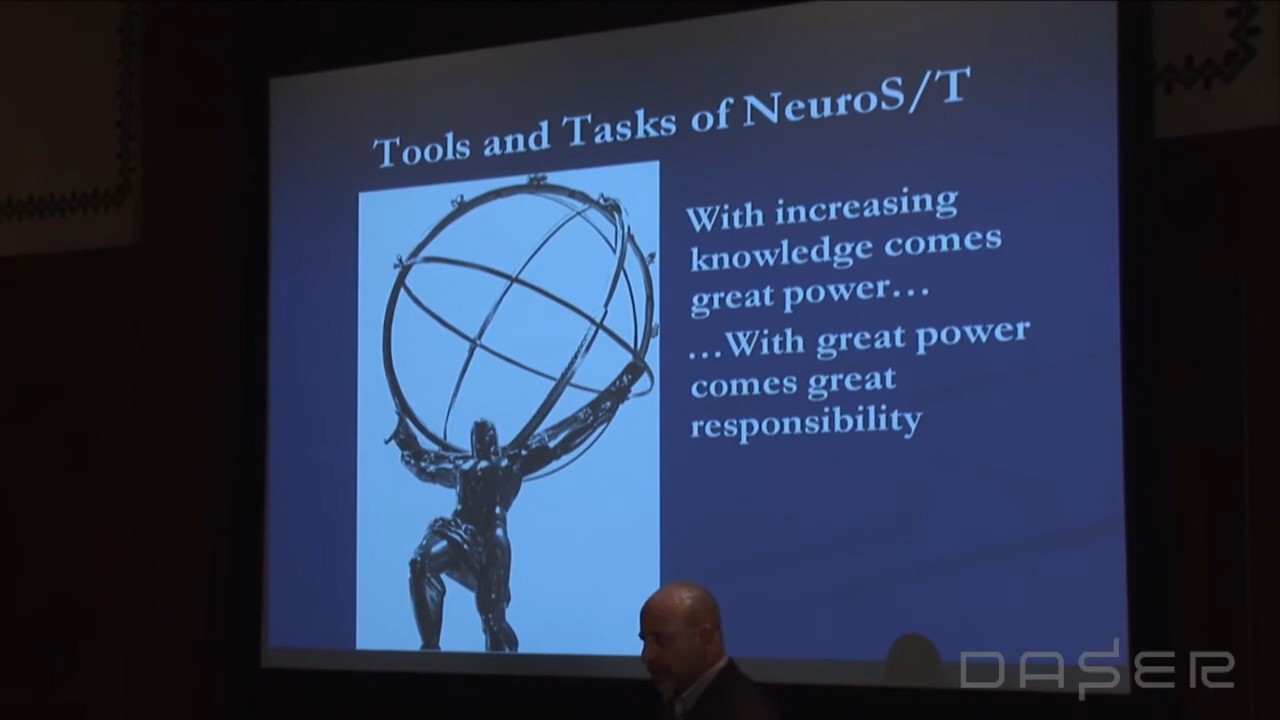 Tools and Tasks of NeuroS/T
With increasing
knowledge comes
great power…
…With great power
comes great
responsibility
DASER